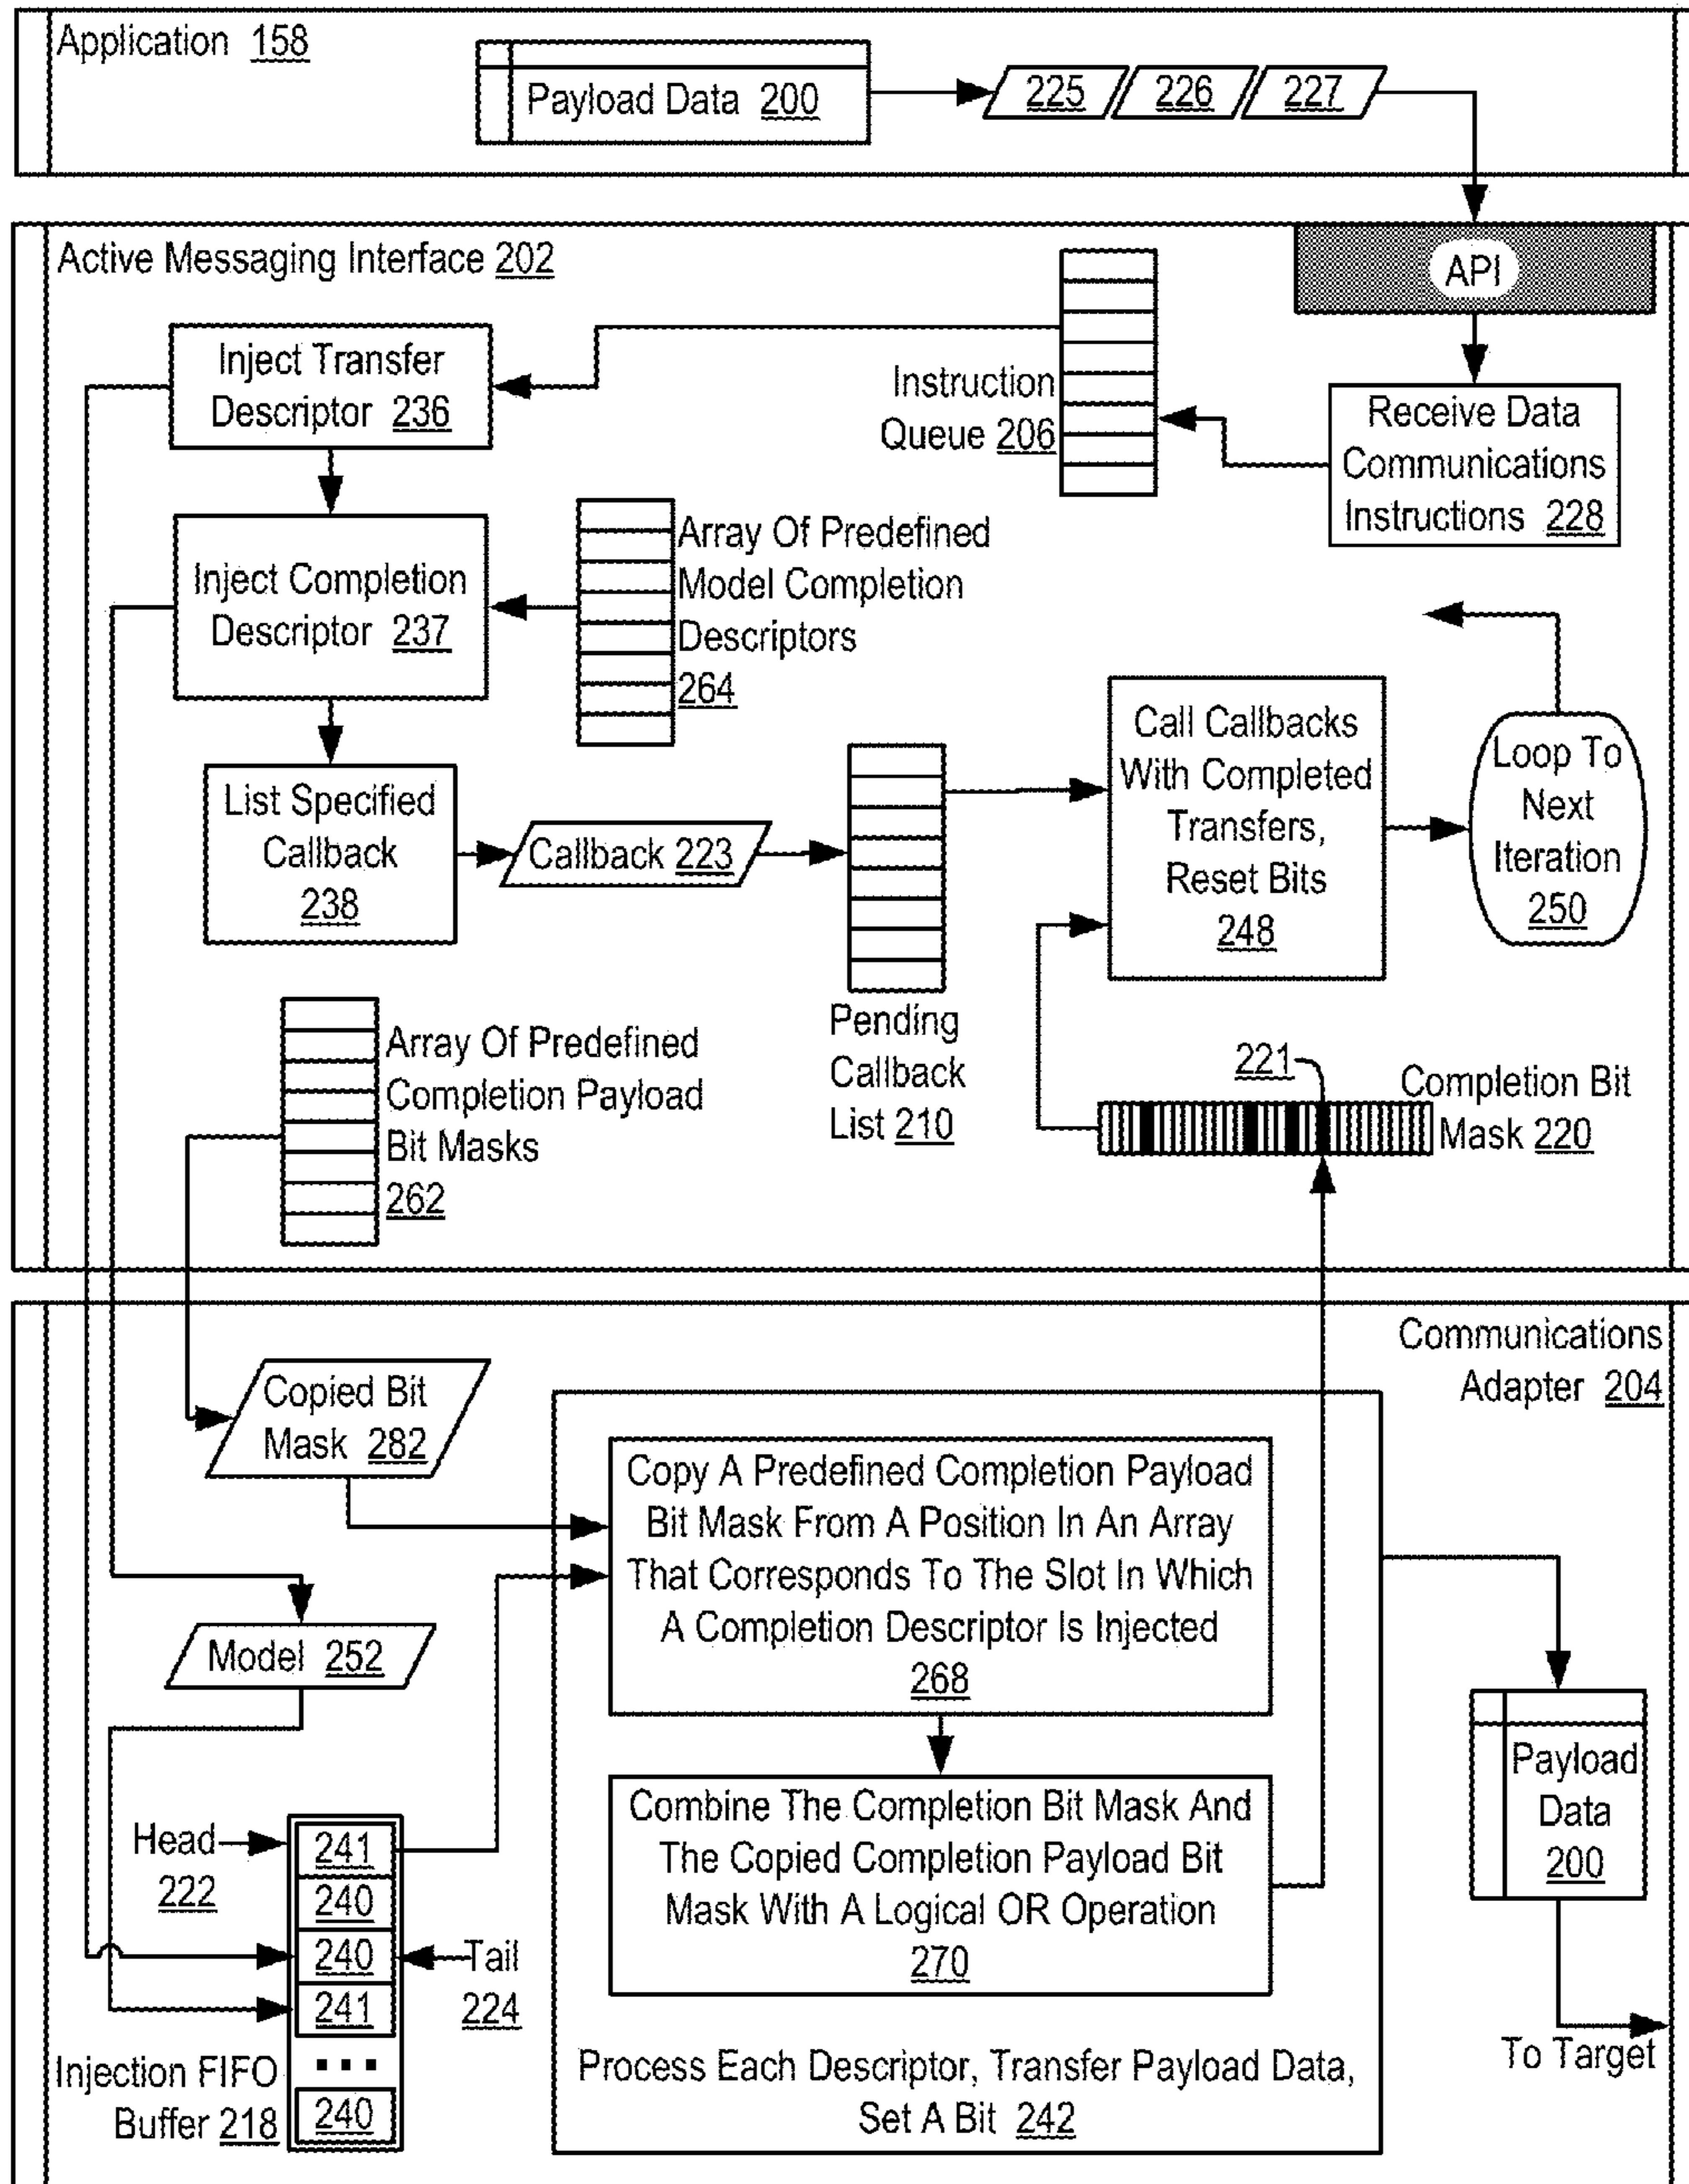 Application 158
Payload Data 200
225
226
227
Active Messaging Interface 202
API
Inject Transfer
Descriptor 236
Instruction
Queue 206
Receive Data
Communications
Instructions 228
Inject Completion
Descriptor 237
Array Of Predefined
Model Completion
Descriptors
264
List Specified
Callback
238
Callback 223
Call Callbacks
With Completed
Transfers,
Reset Bits
248
Loop To
Next
Iteration
250
Pending
Callback
List 210
Array Of Predefined
Completion Payload
Bit Masks
262
221
Completion Bit
Mask 220
Communications
Adapter 204
Copied Bit
Mask 282
Copy A Predefined Completion Payload
Bit Mask From A Position In An Array
That Corresponds To The Slot In Which
A Completion Descriptor Is Injected
268
Model 252
Combine The Completion Bit Mask And
The Copied Completion Payload Bit
Mask With A Logical OR Operation
270
Payload
Data
200
Head
222
241
240
240
241
...
240
Tail
224
Injection FIFO
Buffer 218
Process Each Descriptor, Transfer Payload Data,
Set A Bit 242
To Target